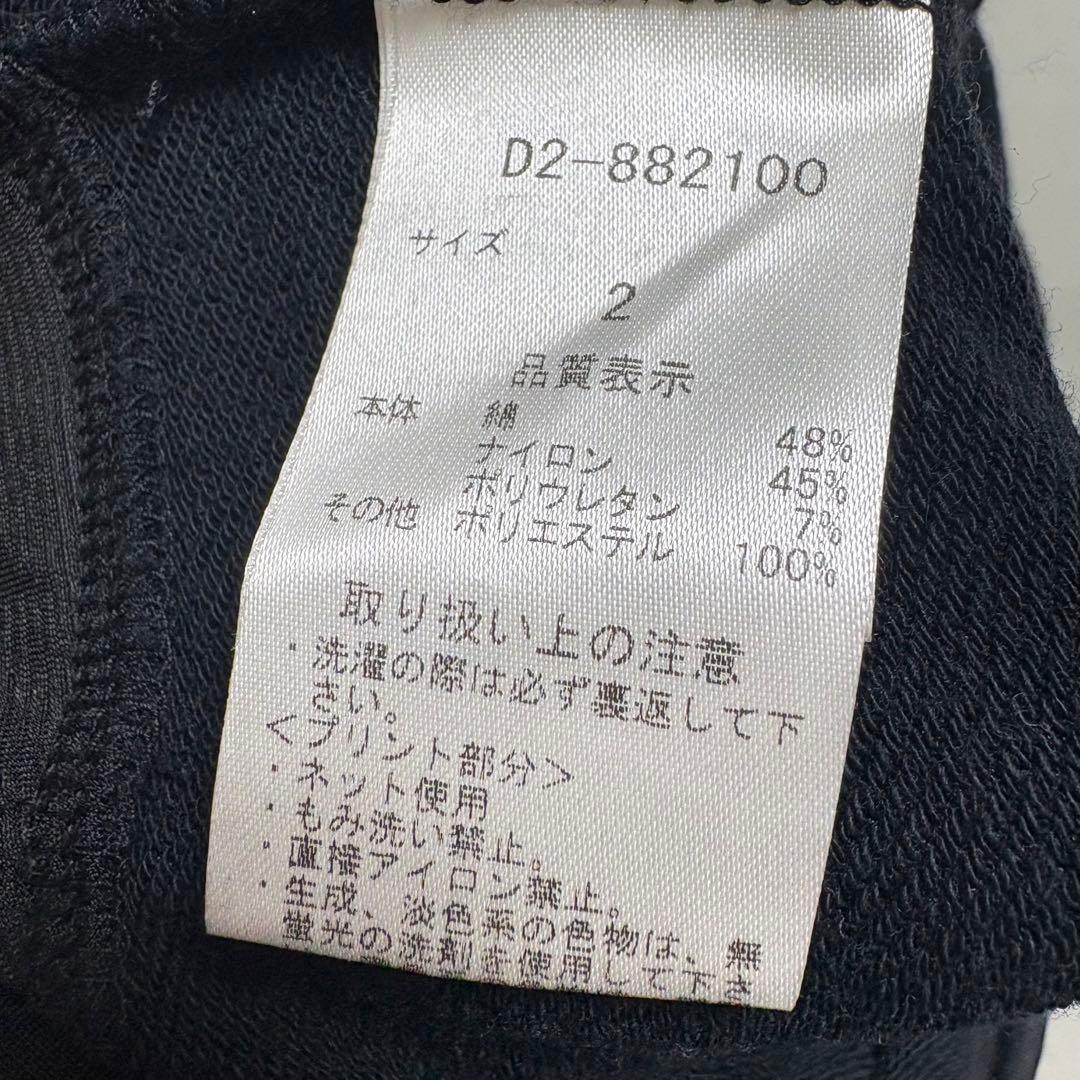 D2-882100
サイズ
2
品質表示
本体 綿 48%
ナイロン 45%
ポリウレタン 7%
その他 ポリエステル 100%
取り扱い上の注意
・洗濯の際は必ず裏返して下
さい。
<プリント部分>
・ネット使用
・もみ洗い禁止。
・直接アイロン禁止。
・生成、淡色系の色物は、無
蛍光の洗剤を使用して下さ